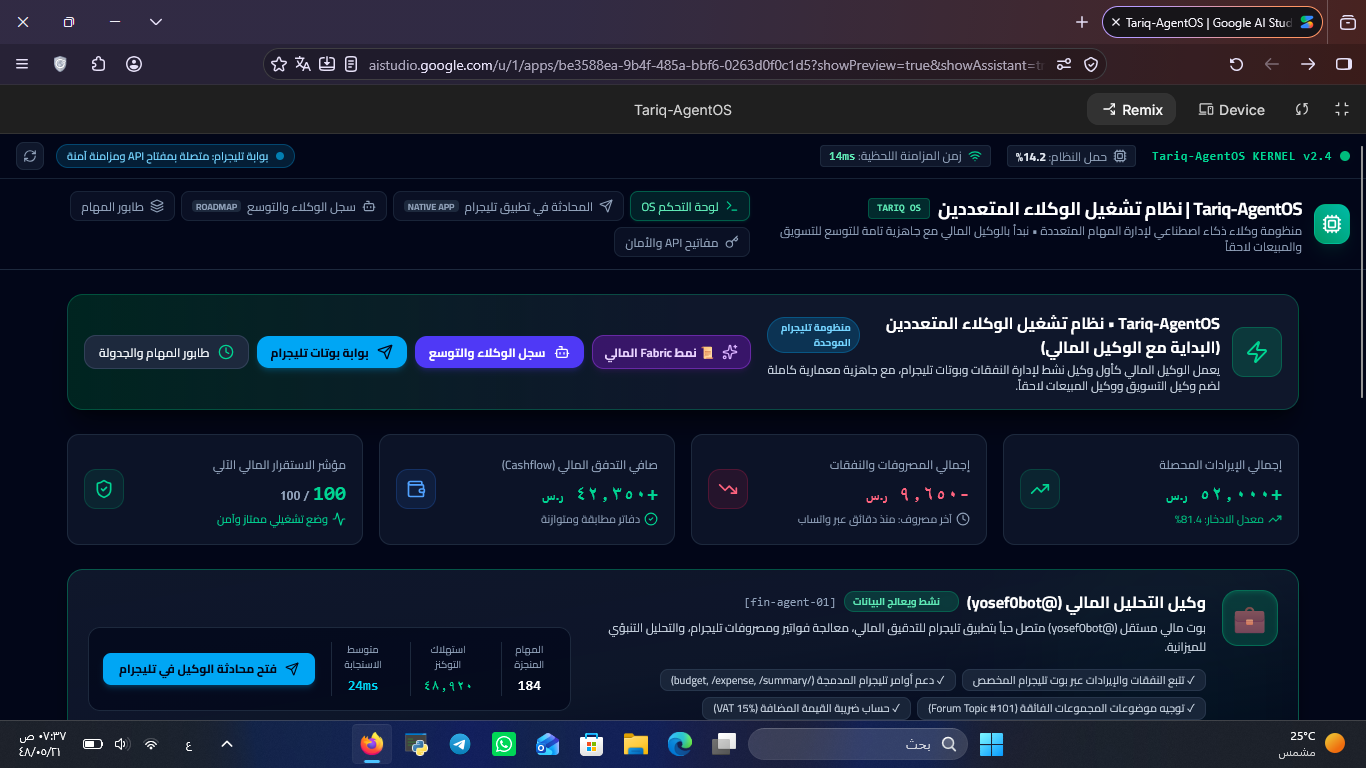 Tariq-AgentOS | Google AI Stud
aistudio.google.com/u/1/apps/be3588ea-9b4f-485a-bbf6-0263d0f0c1d5?showPreview=true&showAssistant=tr
Tariq-AgentOS
Remix
Device
Tariq-AgentOS KERNEL v2.4
حمل النظام: 14.2%
زمن المزامنة اللحظية: 14ms
بوابة تليجرام: متصلة بمفتاح API ومزامنة آمنة
Tariq-AgentOS | نظام تشغيل الوكلاء المتعددين
TARIQ OS
منظومة وكلاء ذكاء اصطناعي لإدارة المهام المتعددة • نبدأ بالوكيل المالي مع جاهزية تامة للتوسع للتسويق
والمبيعات لاحقاً
لوحة التحكم OS
المحادثة في تطبيق تليجرام NATIVE APP
سجل الوكلاء والتوسع ROADMAP
طابور المهام
مفاتيح API والأمان
Tariq-AgentOS • نظام تشغيل الوكلاء المتعددين
(البداية مع الوكيل المالي)
منظومة تليجرام
الموحدة
يعمل الوكيل المالي كأول وكيل نشط لإدارة النفقات وبوتات تليجرام، مع جاهزية معمارية كاملة
لضم وكيل التسويق ووكيل المبيعات لاحقاً.
نمط Fabric المالي
سجل الوكلاء والتوسع
بوابة بوتات تليجرام
طابور المهام والجدولة
إجمالي الإيرادات المحصلة
+٥٢,٠٠٠ ر.س
معدل الادخار: 81.4%
إجمالي المصروفات والنفقات
-٩,٦٥٠ ر.س
آخر مصروف: منذ دقائق عبر واتساب
صافي التدفق المالي (Cashflow)
+٤٢,٣٥٠ ر.س
دفاتر مطابقة ومتوازنة
مؤشر الاستقرار المالي الآلي
100 / 100
وضع تشغيلي ممتاز وآمن
وكيل التحليل المالي (@yosef0bot)
نشط ويعالج البيانات
[fin-agent-01]
بوت مالي مستقل (@yosef0bot) متصل حياً بتطبيق تليجرام للتدقيق المالي، معالجة فواتير ومصروفات تليجرام، والتحليل التنبؤي
للميزانية.
✓ تتبع النفقات والإيرادات عبر بوت تليجرام المخصص
✓ دعم أوامر تليجرام المدمجة (/budget, /expense, /summary)
✓ توجيه موضوعات المجموعات الفائقة (Forum Topic #101)
✓ حساب ضريبة القيمة المضافة (VAT 15%)
المهام
المنجزة
184
استهلاك
التوكنز
٤٨,٩٢٠
متوسط
الاستجابة
24ms
فتح محادثة الوكيل في تليجرام
25°C
مشمس
بحث
ع
٠٧:٣٧ ص
٤٨/٠٥/٢٦